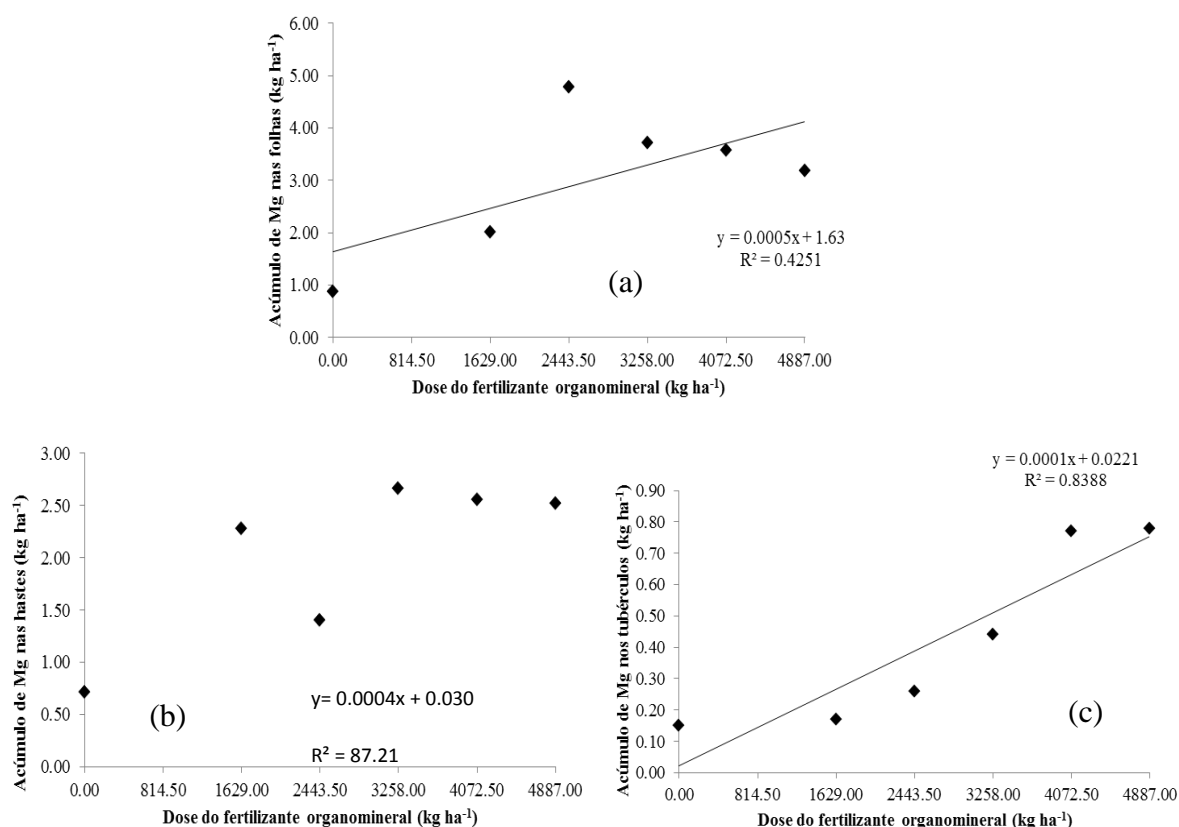 Acúmulo de Mg nas folhas (kg ha⁻¹)
6.00
5.00
4.00
3.00
2.00
1.00
0.00
y = 0.0005x + 1.63
R² = 0.4251
(a)
0.00 814.50 1629.00 2443.50 3258.00 4072.50 4887.00
Dose do fertilizante organomineral (kg ha⁻¹)
Acúmulo de Mg nas hastes (kg ha⁻¹)
3.00
2.50
2.00
1.50
1.00
0.50
0.00
(b)
y= 0.0004x + 0.030
R² = 87.21
0.00 814.50 1629.00 2443.50 3258.00 4072.50 4887.00
Dose do fertilizante organomineral (kg ha⁻¹)
y = 0.0001x + 0.0221
R² = 0.8388
Acúmulo de Mg nos tubérculos (kg ha⁻¹)
0.90
0.80
0.70
0.60
0.50
0.40
0.30
0.20
0.10
0.00
(c)
0.00 814.50 1629.00 2443.50 3258.00 4072.50 4887.00
Dose do fertilizante organomineral (kg ha⁻¹)